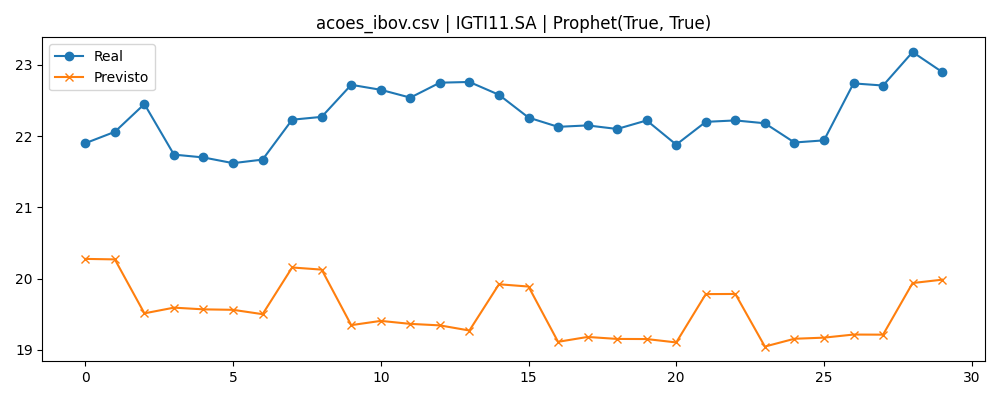 acoes_ibov.csv | IGTI11.SA | Prophet(True, True)
Real
Previsto
23
22
21
20
19
0 5 10 15 20 25 30